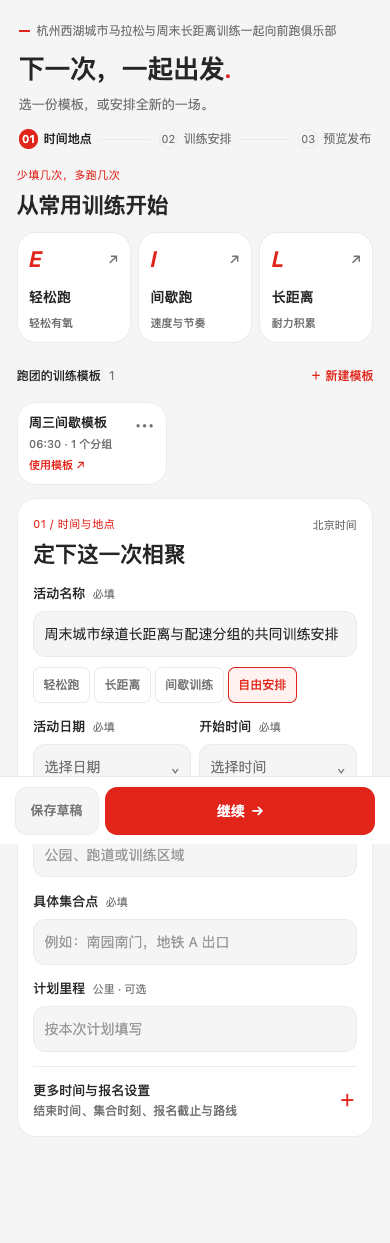 杭州西湖城市马拉松与周末长距离训练一起向前跑俱乐部
下一次，一起出发.
选一份模板，或安排全新的一场。
01 时间地点 02 训练安排 03 预览发布
少填几次，多跑几次
从常用训练开始
E ↗ I ↗ L ↗
轻松跑 间歇跑 长距离
轻松有氧 速度与节奏 耐力积累
跑团的训练模板 1 + 新建模板
周三间歇模板 •••
06:30 · 1 个分组
使用模板 ↗
01 / 时间与地点 北京时间
定下这一次相聚
活动名称 必填
周末城市绿道长距离与配速分组的共同训练安排
轻松跑 长距离 间歇训练 自由安排
活动日期 必填 开始时间 必填
选择日期 选择时间
保存草稿 继续 →
公园、跑道或训练区域
具体集合点 必填
例如：南园南门，地铁 A 出口
计划里程 公里 · 可选
按本次计划填写
更多时间与报名设置
结束时间、集合时刻、报名截止与路线 +